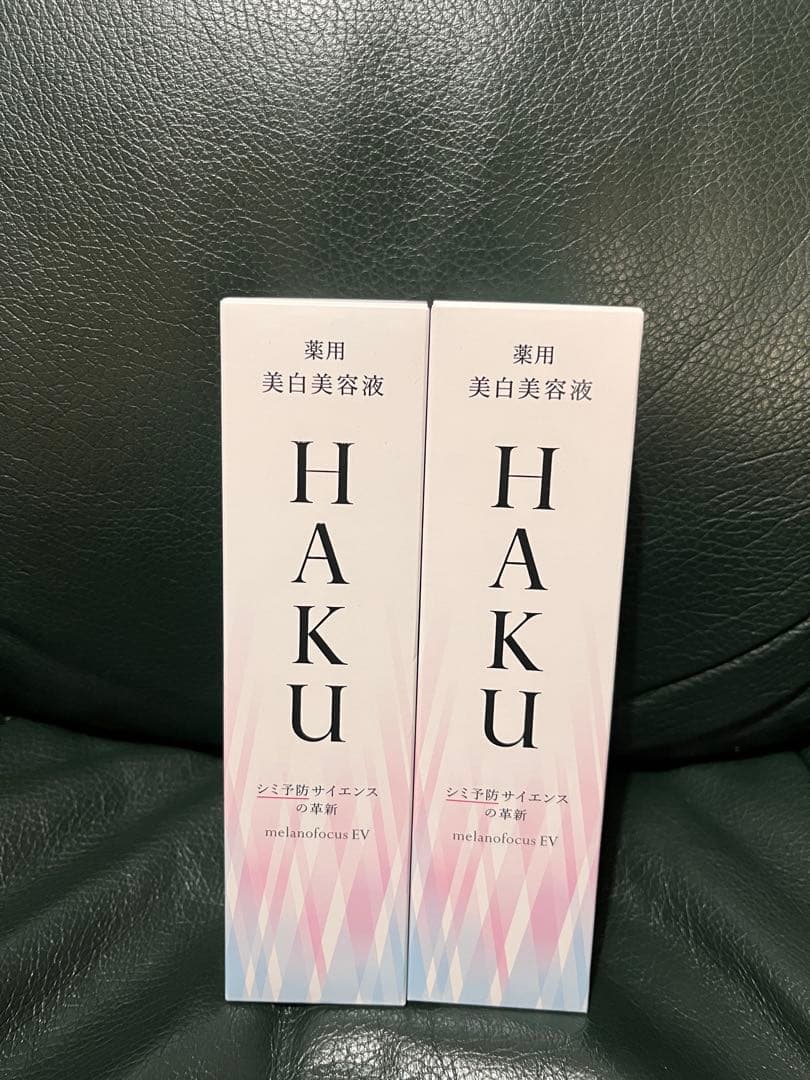 薬用
美白美容液
HAKU
シミ予防サイエンス
の革新
melanofocus EV
薬用
美白美容液
HAKU
シミ予防サイエンス
の革新
melanofocus EV